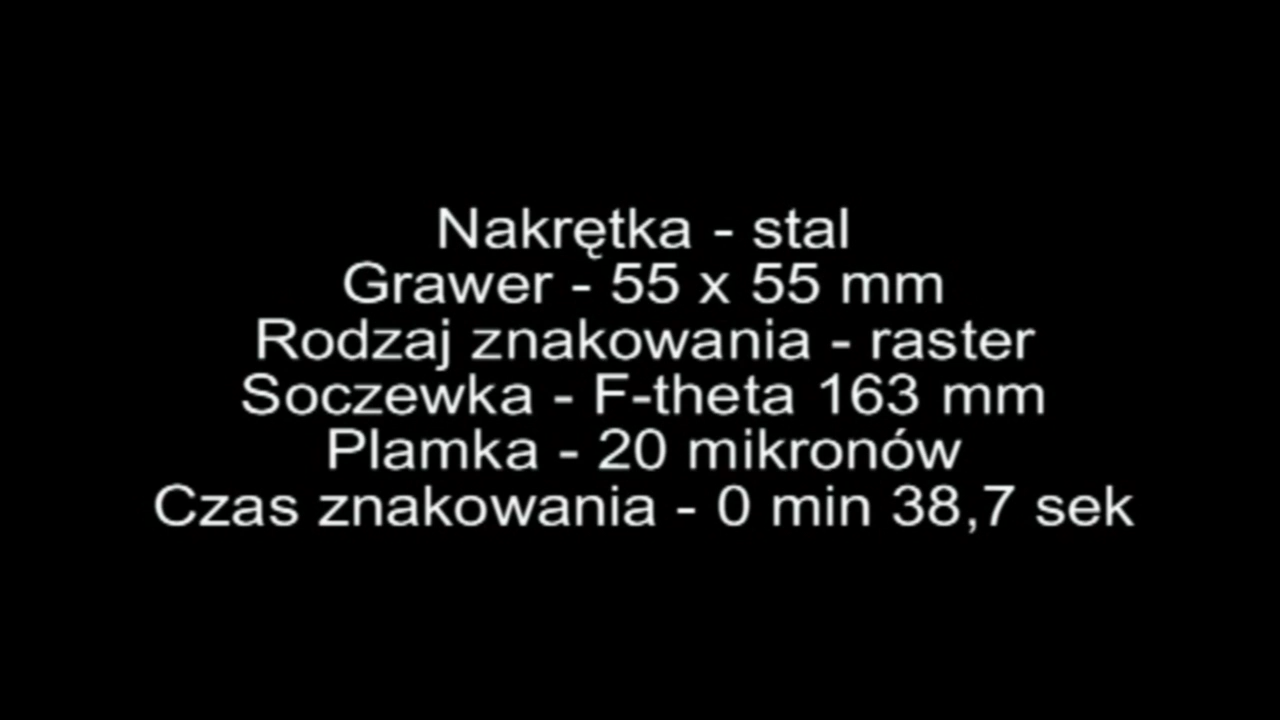 Nakrętka - stal
Grawer - 55 x 55 mm
Rodzaj znakowania - raster
Soczewka - F-theta 163 mm
Plamka - 20 mikronów
Czas znakowania - 0 min 38,7 sek